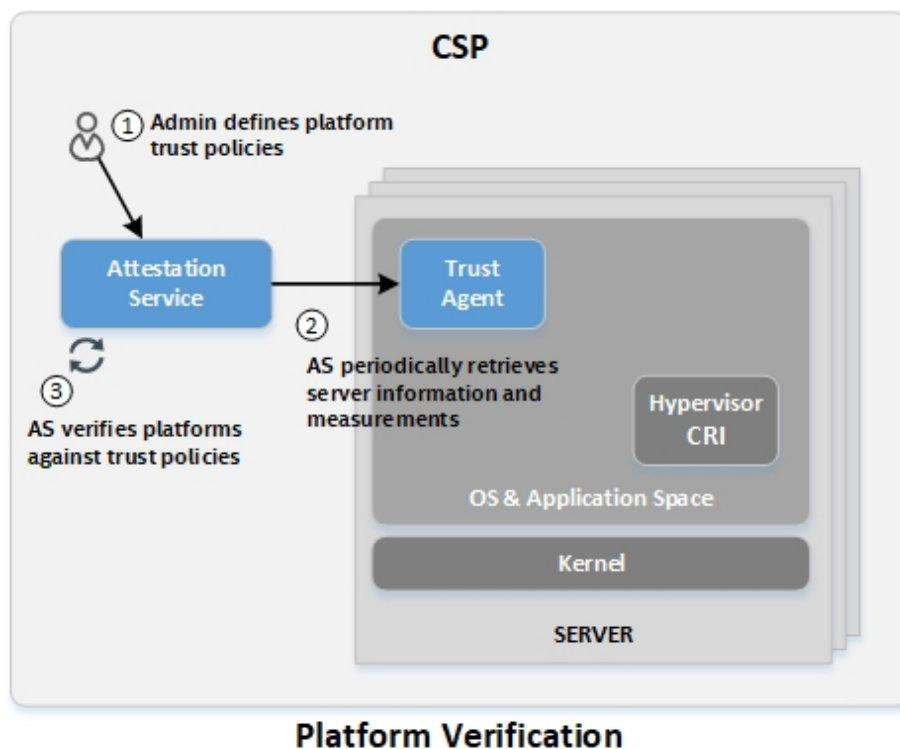 CSP
1 Admin defines platform
trust policies
Attestation
Service
Trust
Agent
2
AS periodically retrieves
server information and
measurements
3
AS verifies platforms
against trust policies
Hypervisor
CRI
OS & Application Space
Kernel
SERVER
Platform Verification